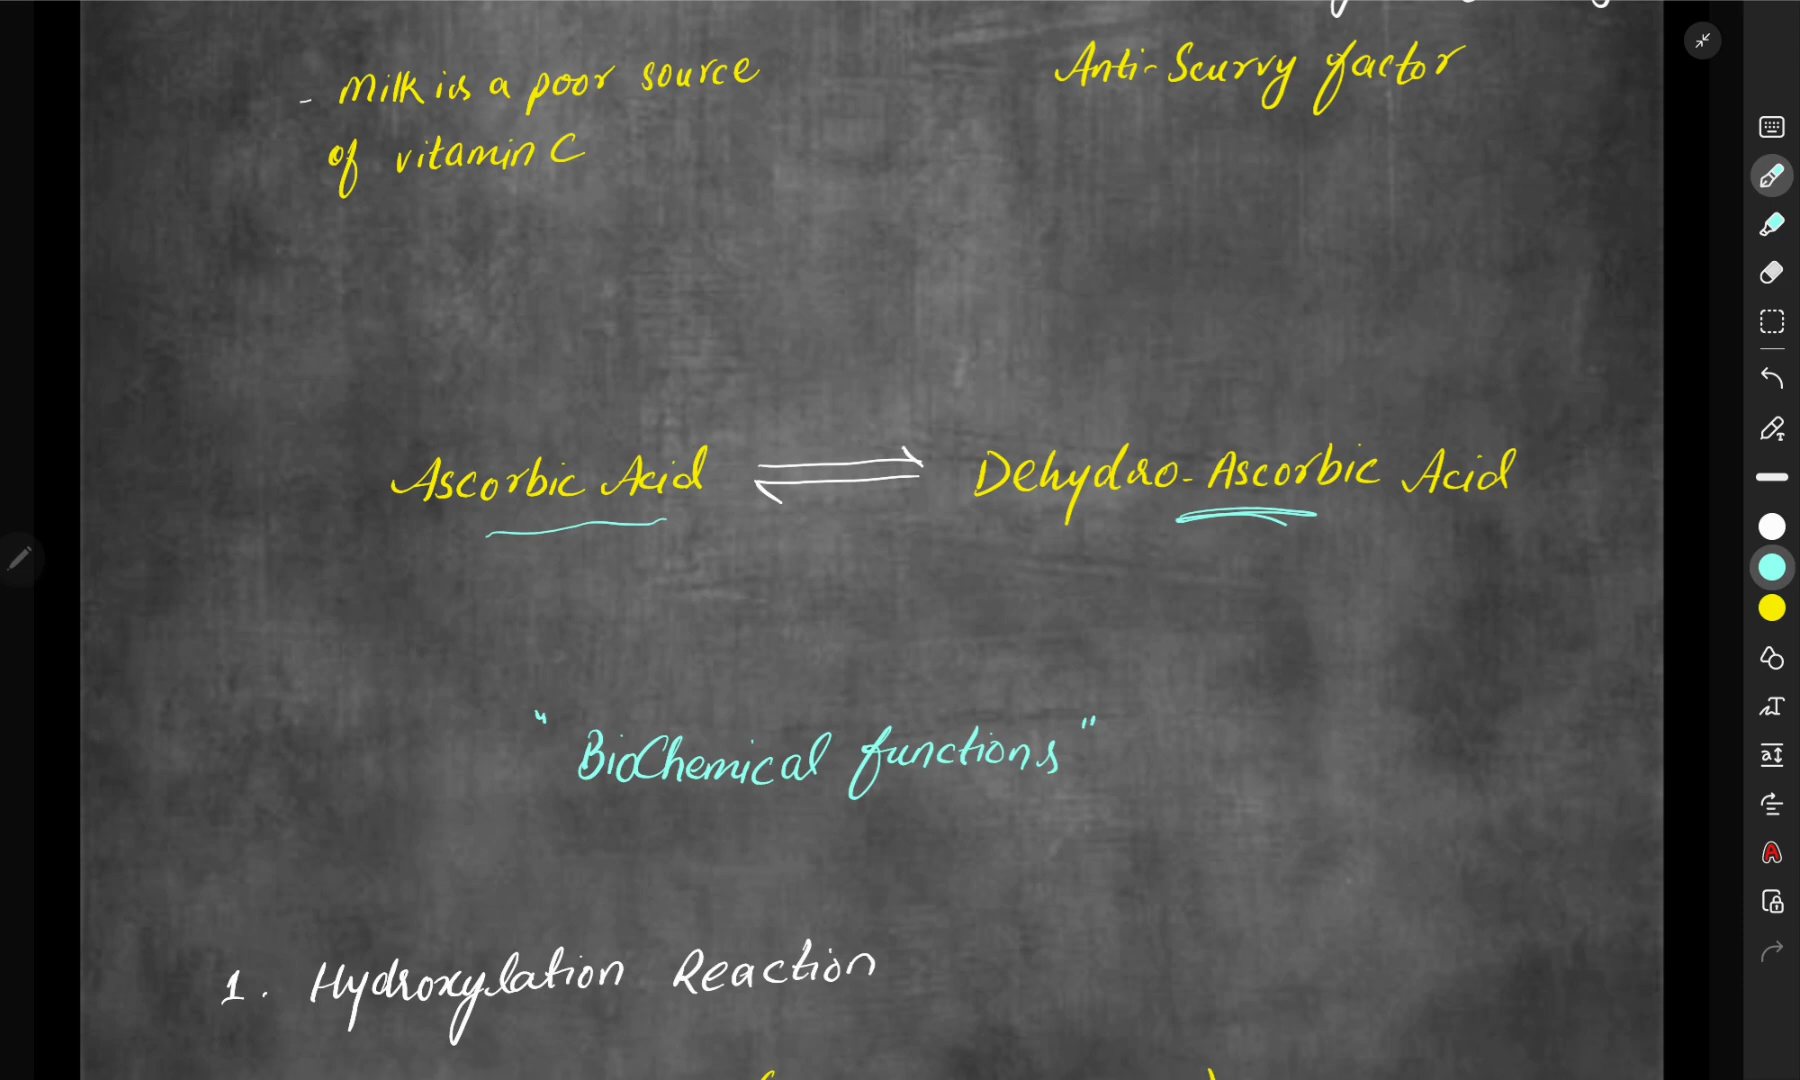 - Milk is a poor source
of vitamin C
Anti-Scurvy factor
Ascorbic Acid ⇌ Dehydro-Ascorbic Acid
"BioChemical functions"
1. Hydroxylation Reaction